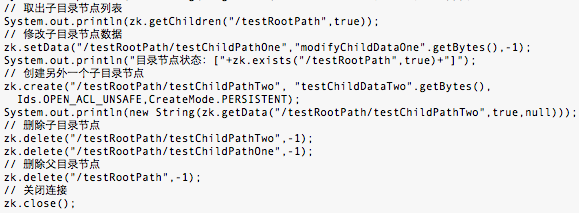 // 取出子目录节点列表
System.out.println(zk.getChildren("/testRootPath",true));
// 修改子目录节点数据
zk.setData("/testRootPath/testChildPathOne","modifyChildDataOne".getBytes(),-1);
System.out.println("目录节点状态：["+zk.exists("/testRootPath",true)+"]");
// 创建另外一个子目录节点
zk.create("/testRootPath/testChildPathTwo", "testChildDataTwo".getBytes(),
Ids.OPEN_ACL_UNSAFE,CreateMode.PERSISTENT);
System.out.println(new String(zk.getData("/testRootPath/testChildPathTwo",true,null)));
// 删除子目录节点
zk.delete("/testRootPath/testChildPathTwo",-1);
zk.delete("/testRootPath/testChildPathOne",-1);
// 删除父目录节点
zk.delete("/testRootPath",-1);
// 关闭连接
zk.close();